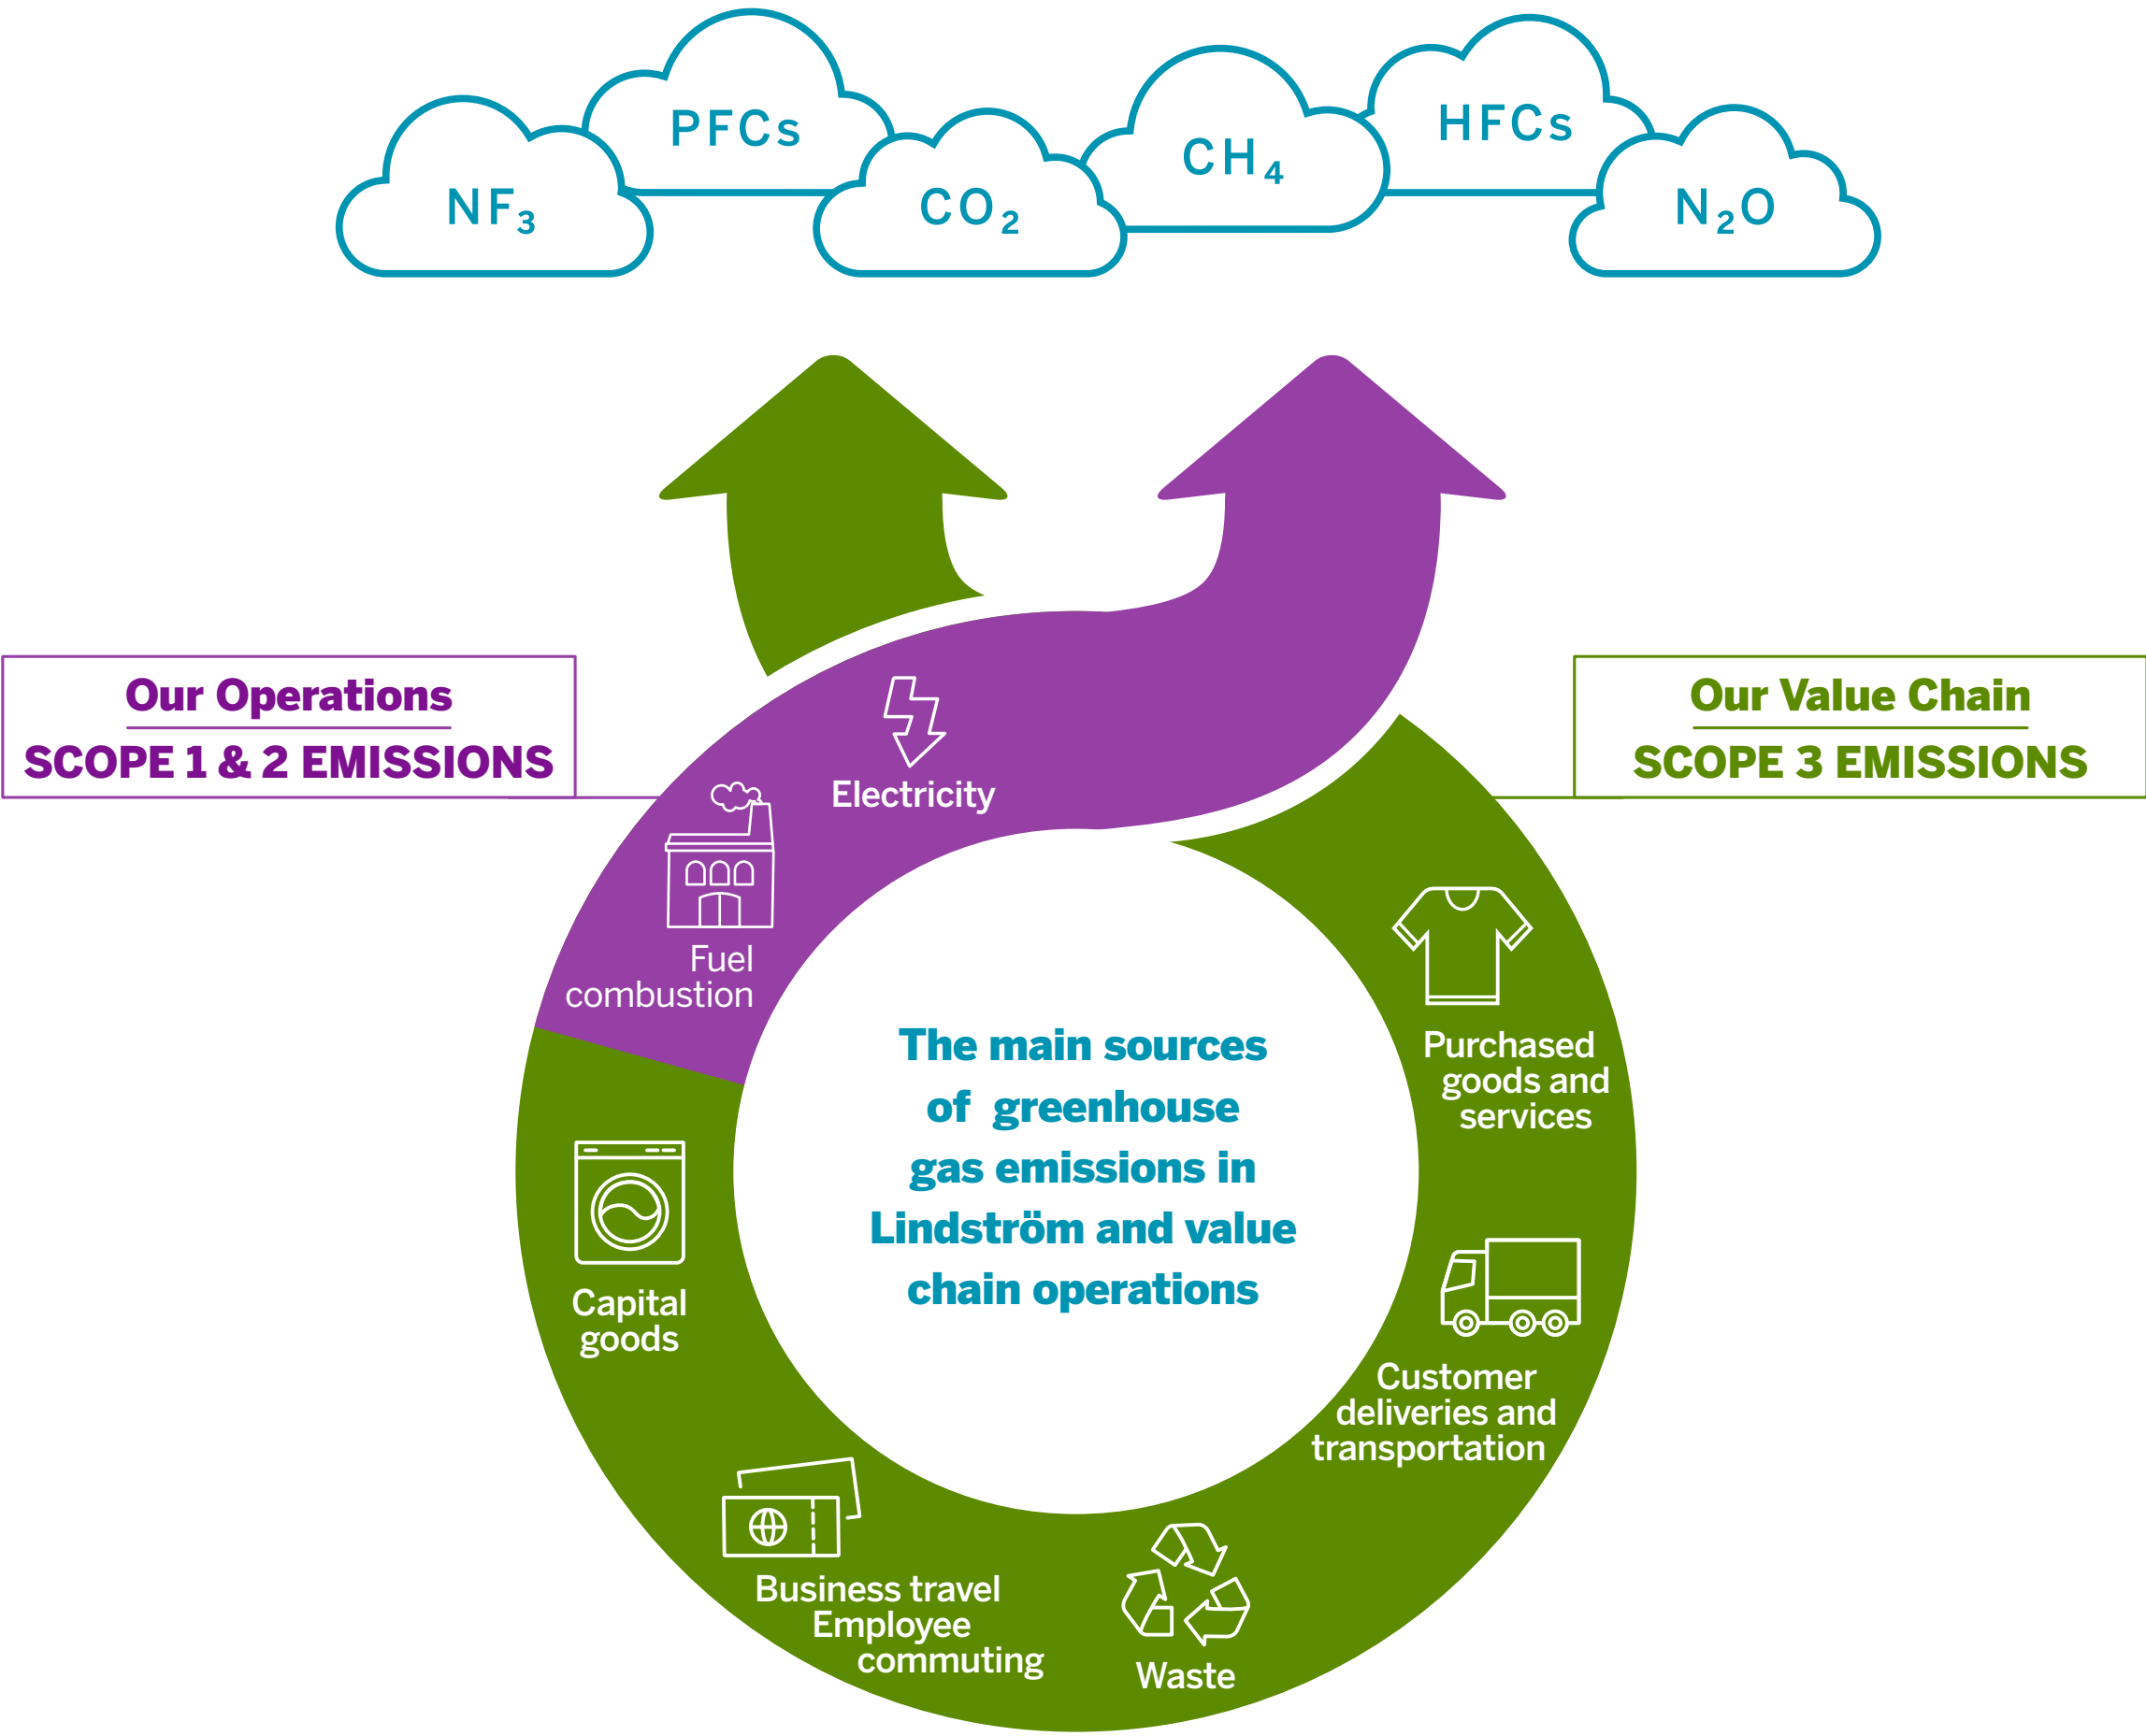 PFCs
HFCs
CH₄
NF₃
CO₂
N₂O
Our Operations
SCOPE 1 & 2 EMISSIONS
Our Value Chain
SCOPE 3 EMISSIONS
Electricity
Fuel
combustion
The main sources
of greenhouse
gas emissions in
Lindström and value
chain operations
Purchased
goods and
services
Capital
goods
Customer
deliveries and
transportation
Business travel
Employee
commuting
Waste